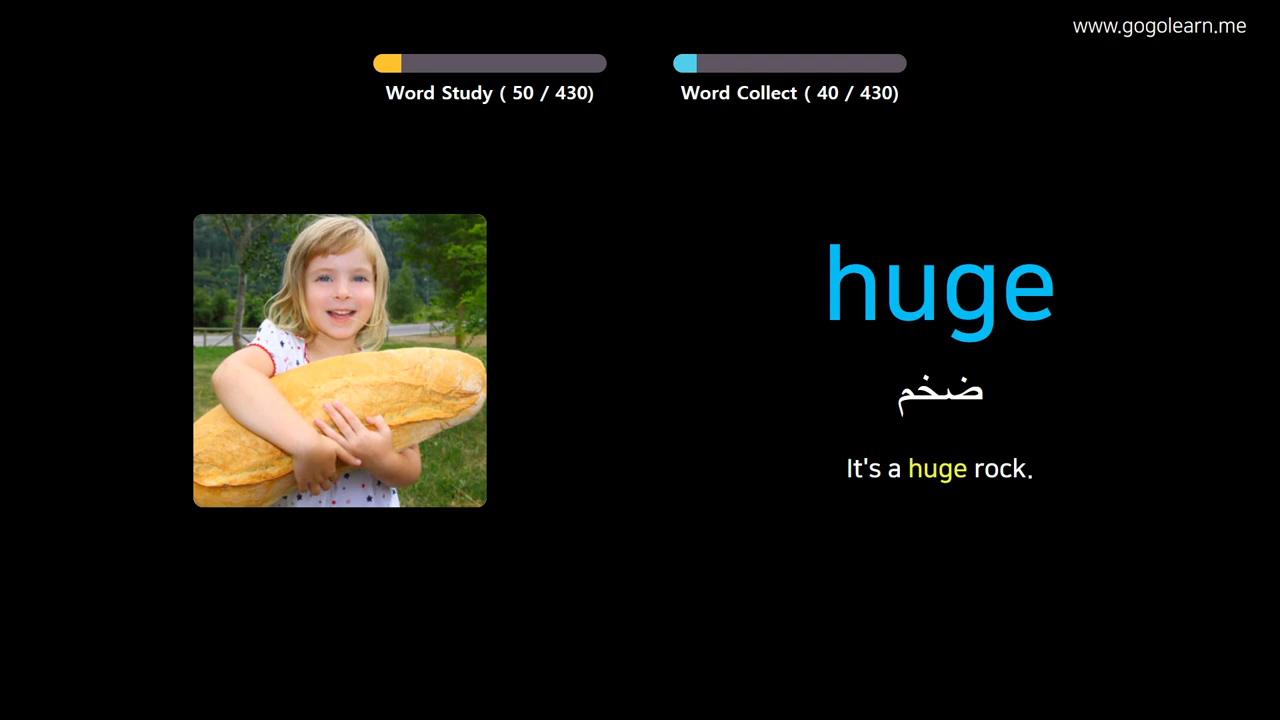 www.gogolearn.me
Word Study ( 50 / 430)
Word Collect ( 40 / 430)
huge
ضخم
It's a huge rock.